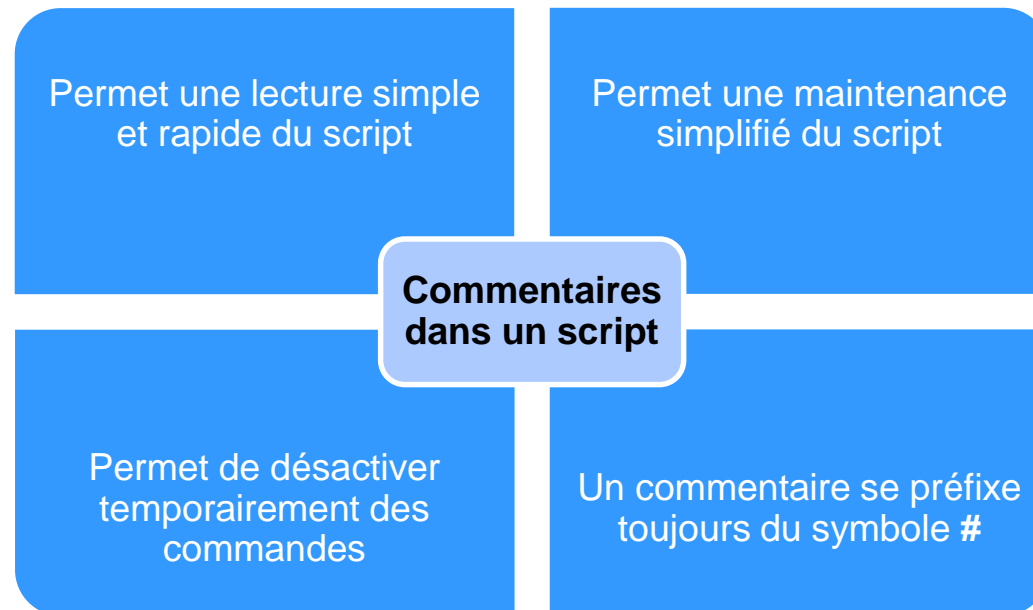 Permet une lecture simple
et rapide du script
Permet une maintenance
simplifié du script
Commentaires
dans un script
Permet de désactiver
temporairement des
commandes
Un commentaire se préfixe
toujours du symbole #